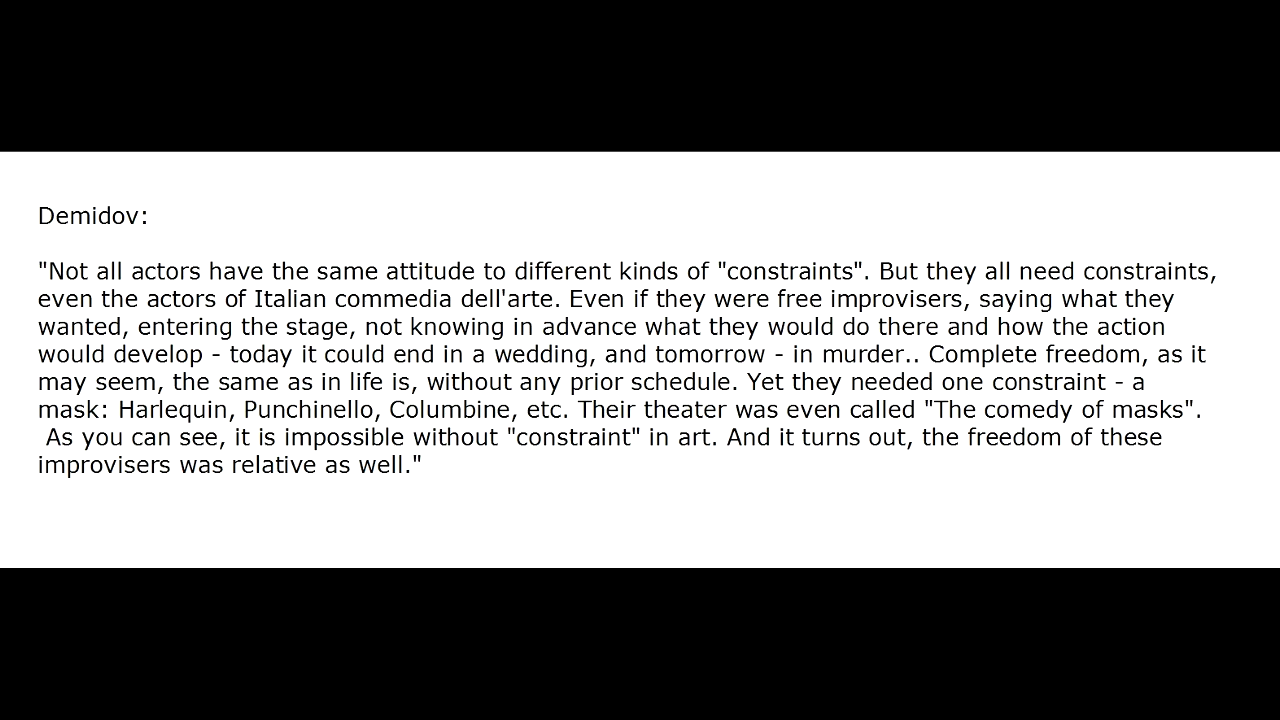 Demidov:
"Not all actors have the same attitude to different kinds of "constraints". But they all need constraints,
even the actors of Italian commedia dell'arte. Even if they were free improvisers, saying what they
wanted, entering the stage, not knowing in advance what they would do there and how the action
would develop - today it could end in a wedding, and tomorrow - in murder.. Complete freedom, as it
may seem, the same as in life is, without any prior schedule. Yet they needed one constraint - a
mask: Harlequin, Punchinello, Columbine, etc. Their theater was even called "The comedy of masks".
As you can see, it is impossible without "constraint" in art. And it turns out, the freedom of these
improvisers was relative as well."